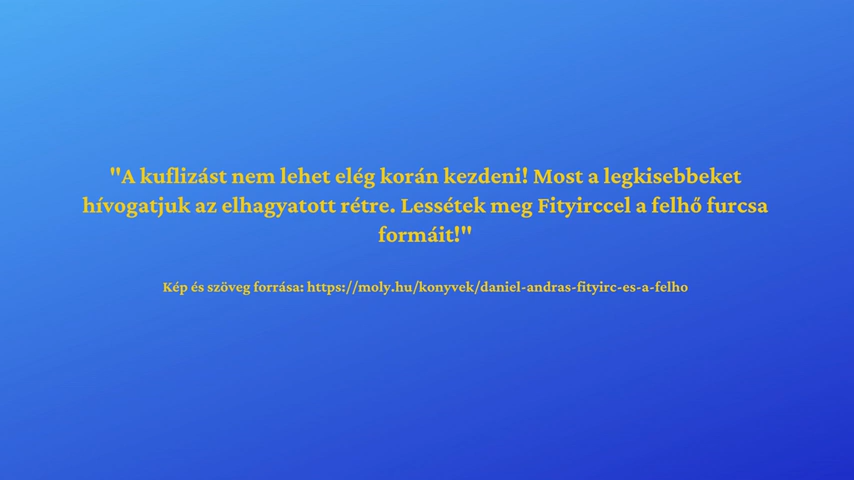 "A kuflizást nem lehet elég korán kezdeni! Most a legkisebbeket
hívogatjuk az elhagyatott rétre. Lessétek meg Fityirccel a felhő furcsa
formáit!"
Kép és szöveg forrása: https://moly.hu/konyvek/daniel-andras-fityirc-es-a-felho